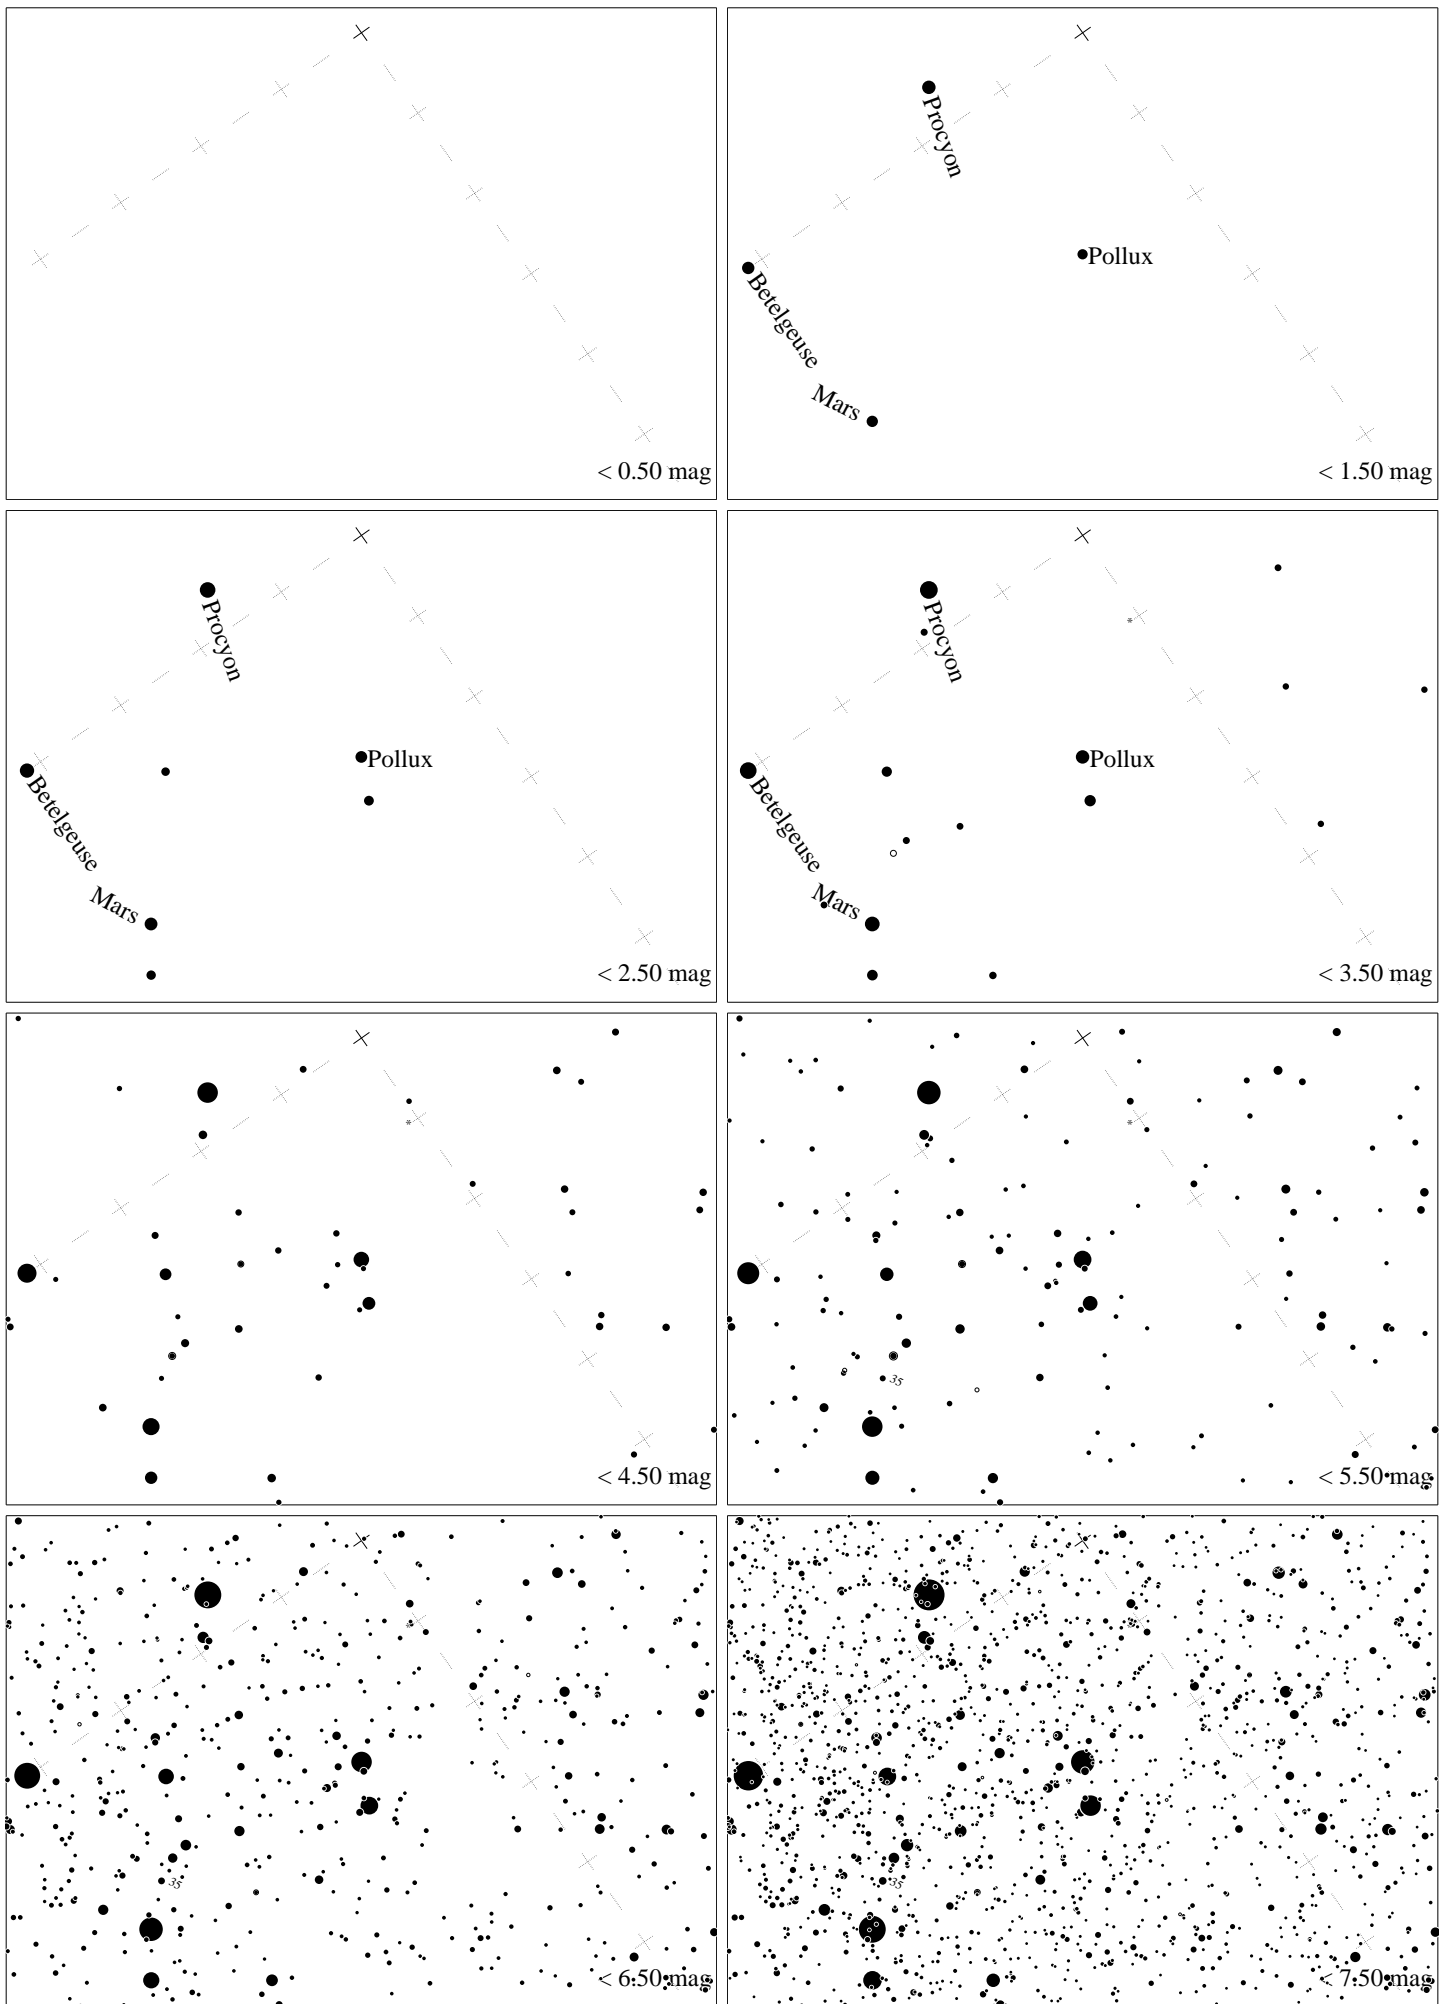 < 0.50 mag
Procyon
Pollux
Betelgeuse
Mars
< 1.50 mag
Procyon
Pollux
Betelgeuse
Mars
< 2.50 mag
Procyon
Pollux
Betelgeuse
Mars
< 3.50 mag
< 4.50 mag
35
< 5.50 mag
35
< 6.50 mag
35
< 7.50 mag